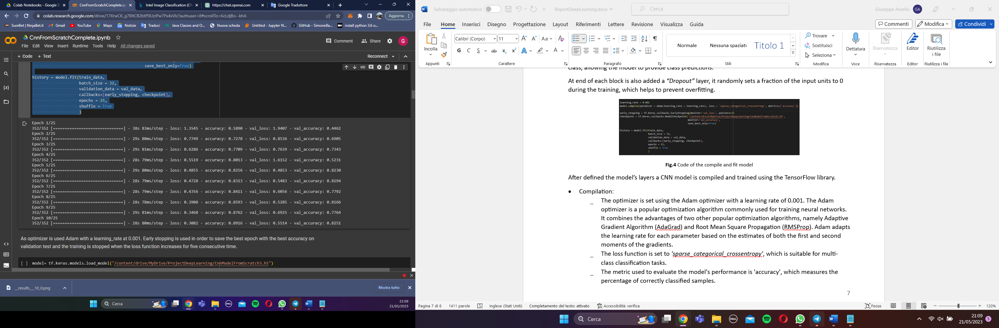 Colab Notebooks - Google D
CnnFromScratchComplete.ip
Intel Image Classification (CN
https://chat.openai.com
Google Traduttore
colab.research.google.com/drive/17XrwCK_g78ltCB2btP0UzIPw7Px4sVlz?authuser=8#scrollTo=6cLdjBo--khA
Aggiorna
SureBet | NinjaBet.it
Gmail
YouTube
Maps
Notizie
Traduci
Java Classes and O...
Nuova scheda
Untitled - Jupyter N...
GitHub - SimoneBa...
install python 3.6 o...
CnnFromScratchComplete.ipynb
Comment
Share
G
File Edit View Insert Runtime Tools Help All changes saved
+ Code + Text
Reconnect
save_best_only=True)
history = model.fit(train_data,
batch_size = 32,
validation_data = val_data,
callbacks=[early_stopping, checkpoint],
epochs = 25,
shuffle = True
)
Epoch 1/25
352/352 [==============================] - 38s 83ms/step - loss: 1.3545 - accuracy: 0.5890 - val_loss: 1.9407 - val_accuracy: 0.4462
Epoch 2/25
352/352 [==============================] - 29s 80ms/step - loss: 0.7749 - accuracy: 0.7278 - val_loss: 0.8536 - val_accuracy: 0.6905
Epoch 3/25
352/352 [==============================] - 29s 81ms/step - loss: 0.6286 - accuracy: 0.7709 - val_loss: 0.7639 - val_accuracy: 0.7343
Epoch 4/25
352/352 [==============================] - 28s 79ms/step - loss: 0.5519 - accuracy: 0.8013 - val_loss: 1.6152 - val_accuracy: 0.5231
Epoch 5/25
352/352 [==============================] - 29s 80ms/step - loss: 0.4855 - accuracy: 0.8256 - val_loss: 0.4853 - val_accuracy: 0.8230
Epoch 6/25
352/352 [==============================] - 28s 79ms/step - loss: 0.4728 - accuracy: 0.8313 - val_loss: 0.5483 - val_accuracy: 0.8194
Epoch 7/25
352/352 [==============================] - 28s 79ms/step - loss: 0.4356 - accuracy: 0.8411 - val_loss: 0.6056 - val_accuracy: 0.7792
Epoch 8/25
352/352 [==============================] - 28s 78ms/step - loss: 0.3908 - accuracy: 0.8593 - val_loss: 0.5285 - val_accuracy: 0.8166
Epoch 9/25
352/352 [==============================] - 29s 81ms/step - loss: 0.3468 - accuracy: 0.8762 - val_loss: 0.6925 - val_accuracy: 0.7764
Epoch 10/25
352/352 [==============================] - 28s 80ms/step - loss: 0.3082 - accuracy: 0.8916 - val_loss: 0.5514 - val_accuracy: 0.8251
As optimizer is used Adam with a learning_rate at 0.001. Early stopping is used in order to save the best epoch with the best accuracy on
validation test and the training is stopped when the loss function increases for five consecutive time.
[ ] model= tf.keras.models.load_model("/content/drive/MyDrive/ProjectDeepLearning/CnnModelFromScratch3.h5")
__results___10_0.png
Mostra tutto
Cerca
21:09
21/05/2023
Salvataggio automatico
ReportDeepLearning.docx
Cerca
Giuseppe Aniello
GA
File Home Inserisci Disegno Progettazione Layout Riferimenti Lettere Revisione Visualizza Guida
Commenti
Modifica
Condividi
Incolla
Appunti
Calibri (Corpo)
11
G C S ab
Carattere
Paragrafo
Normale
Nessuna spaziatu
Titolo 1
Stili
Trovare
Sostituisci
Seleziona
Modifica
Dettatura
Voce
Riservatezza
Riservatezza
Editor
Editor
Riutilizza
i file
Riutilizza i file
class, allowing the model to provide class predictions.
At end of each block is also added a “Dropout” layer, it randomly sets a fraction of the input units to 0
during the training, which helps to prevent overfitting.
learning_rate = 0.001
model.compile(optimizer = Adam(learning_rate = learning_rate), loss = 'sparse_categorical_crossentropy', metrics=['accuracy'])
early_stopping = tf.keras.callbacks.EarlyStopping(monitor='val_loss', patience=5)
checkpoint = tf.keras.callbacks.ModelCheckpoint('/content/drive/MyDrive/ProjectDeepLearning/CnnModelFromScratch3.h5',
monitor='val_accuracy',
save_best_only=True)
history = model.fit(train_data,
batch_size = 32,
validation_data = val_data,
callbacks=[early_stopping, checkpoint],
epochs = 25,
shuffle = True
)
Fig.4 Code of the compile and fit model
After defined the model’s layers a CNN model is compiled and trained using the TensorFlow library.
• Compilation:
_ The optimizer is set using the Adam optimizer with a learning rate of 0.001. The Adam
optimizer is a popular optimization algorithm commonly used for training neural networks.
It combines the advantages of two other popular optimization algorithms, namely Adaptive
Gradient Algorithm (AdaGrad) and Root Mean Square Propagation (RMSProp). Adam adapts
the learning rate for each parameter based on the estimates of both the first and second
moments of the gradients.
_ The loss function is set to 'sparse_categorical_crossentropy', which is suitable for multi-
class classification tasks.
_ The metric used to evaluate the model's performance is 'accuracy', which measures the
percentage of correctly classified samples.
7
Pagina 7 di 8
1411 parole
Inglese (Stati Uniti)
Completamento del testo: attivato
Accessibilità: verifica
Focus
120%
Cerca
21:09
21/05/2023
5